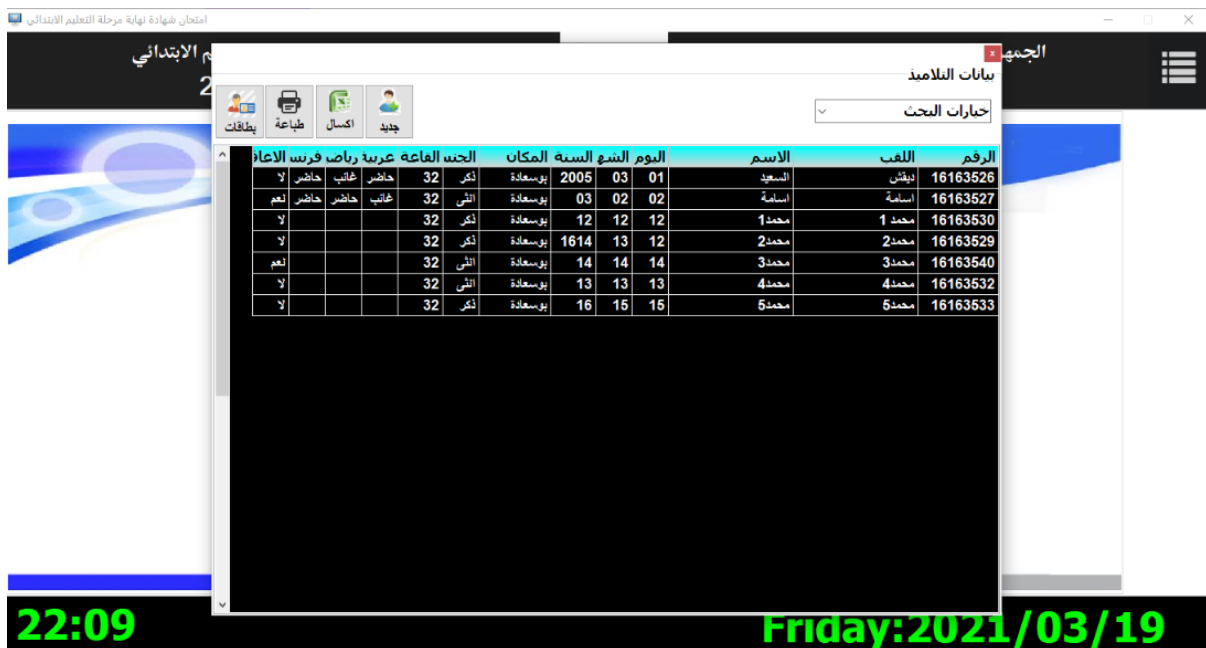 امتحان شهادة نهاية مرحلة التعليم الابتدائي
الابتدائي
2
بيانات التلاميذ
خيارات البحث
جديد
اكسال
طباعة
بطاقات
الرقم اللقب الاسم اليوم الشه السنة المكان الجنس القاعة عربية رياض فرنس الاعاق
16163526 ديقش السعيد 01 03 2005 بوسعادة ذكر 32 حاضر غائب حاضر لا
16163527 اسامة اسامة 02 02 03 بوسعادة انثى 32 غائب حاضر حاضر نعم
16163530 محمد 1 محمد1 12 12 12 بوسعادة ذكر 32 لا
16163529 محمد2 محمد2 12 13 1614 بوسعادة ذكر 32 لا
16163540 محمد3 محمد3 14 14 14 بوسعادة انثى 32 نعم
16163532 محمد4 محمد4 13 13 13 بوسعادة انثى 32 لا
16163533 محمد5 محمد5 15 15 16 بوسعادة ذكر 32 لا
22:09
Friday:2021/03/19